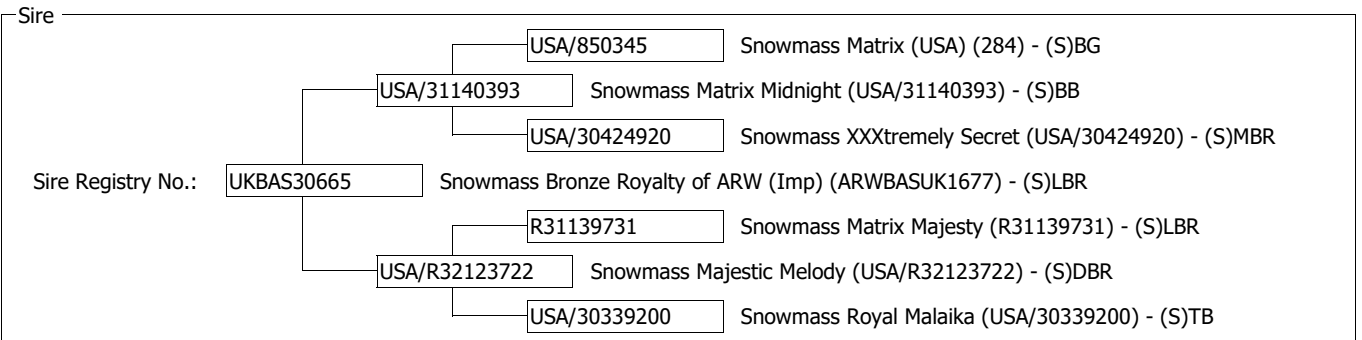 Sire
USA/850345 Snowmass Matrix (USA) (284) - (S)BG
USA/31140393 Snowmass Matrix Midnight (USA/31140393) - (S)BB
USA/30424920 Snowmass XXXtremely Secret (USA/30424920) - (S)MBR
Sire Registry No.: UKBAS30665 Snowmass Bronze Royalty of ARW (Imp) (ARWBASUK1677) - (S)LBR
R31139731 Snowmass Matrix Majesty (R31139731) - (S)LBR
USA/R32123722 Snowmass Majestic Melody (USA/R32123722) - (S)DBR
USA/30339200 Snowmass Royal Malaika (USA/30339200) - (S)TB